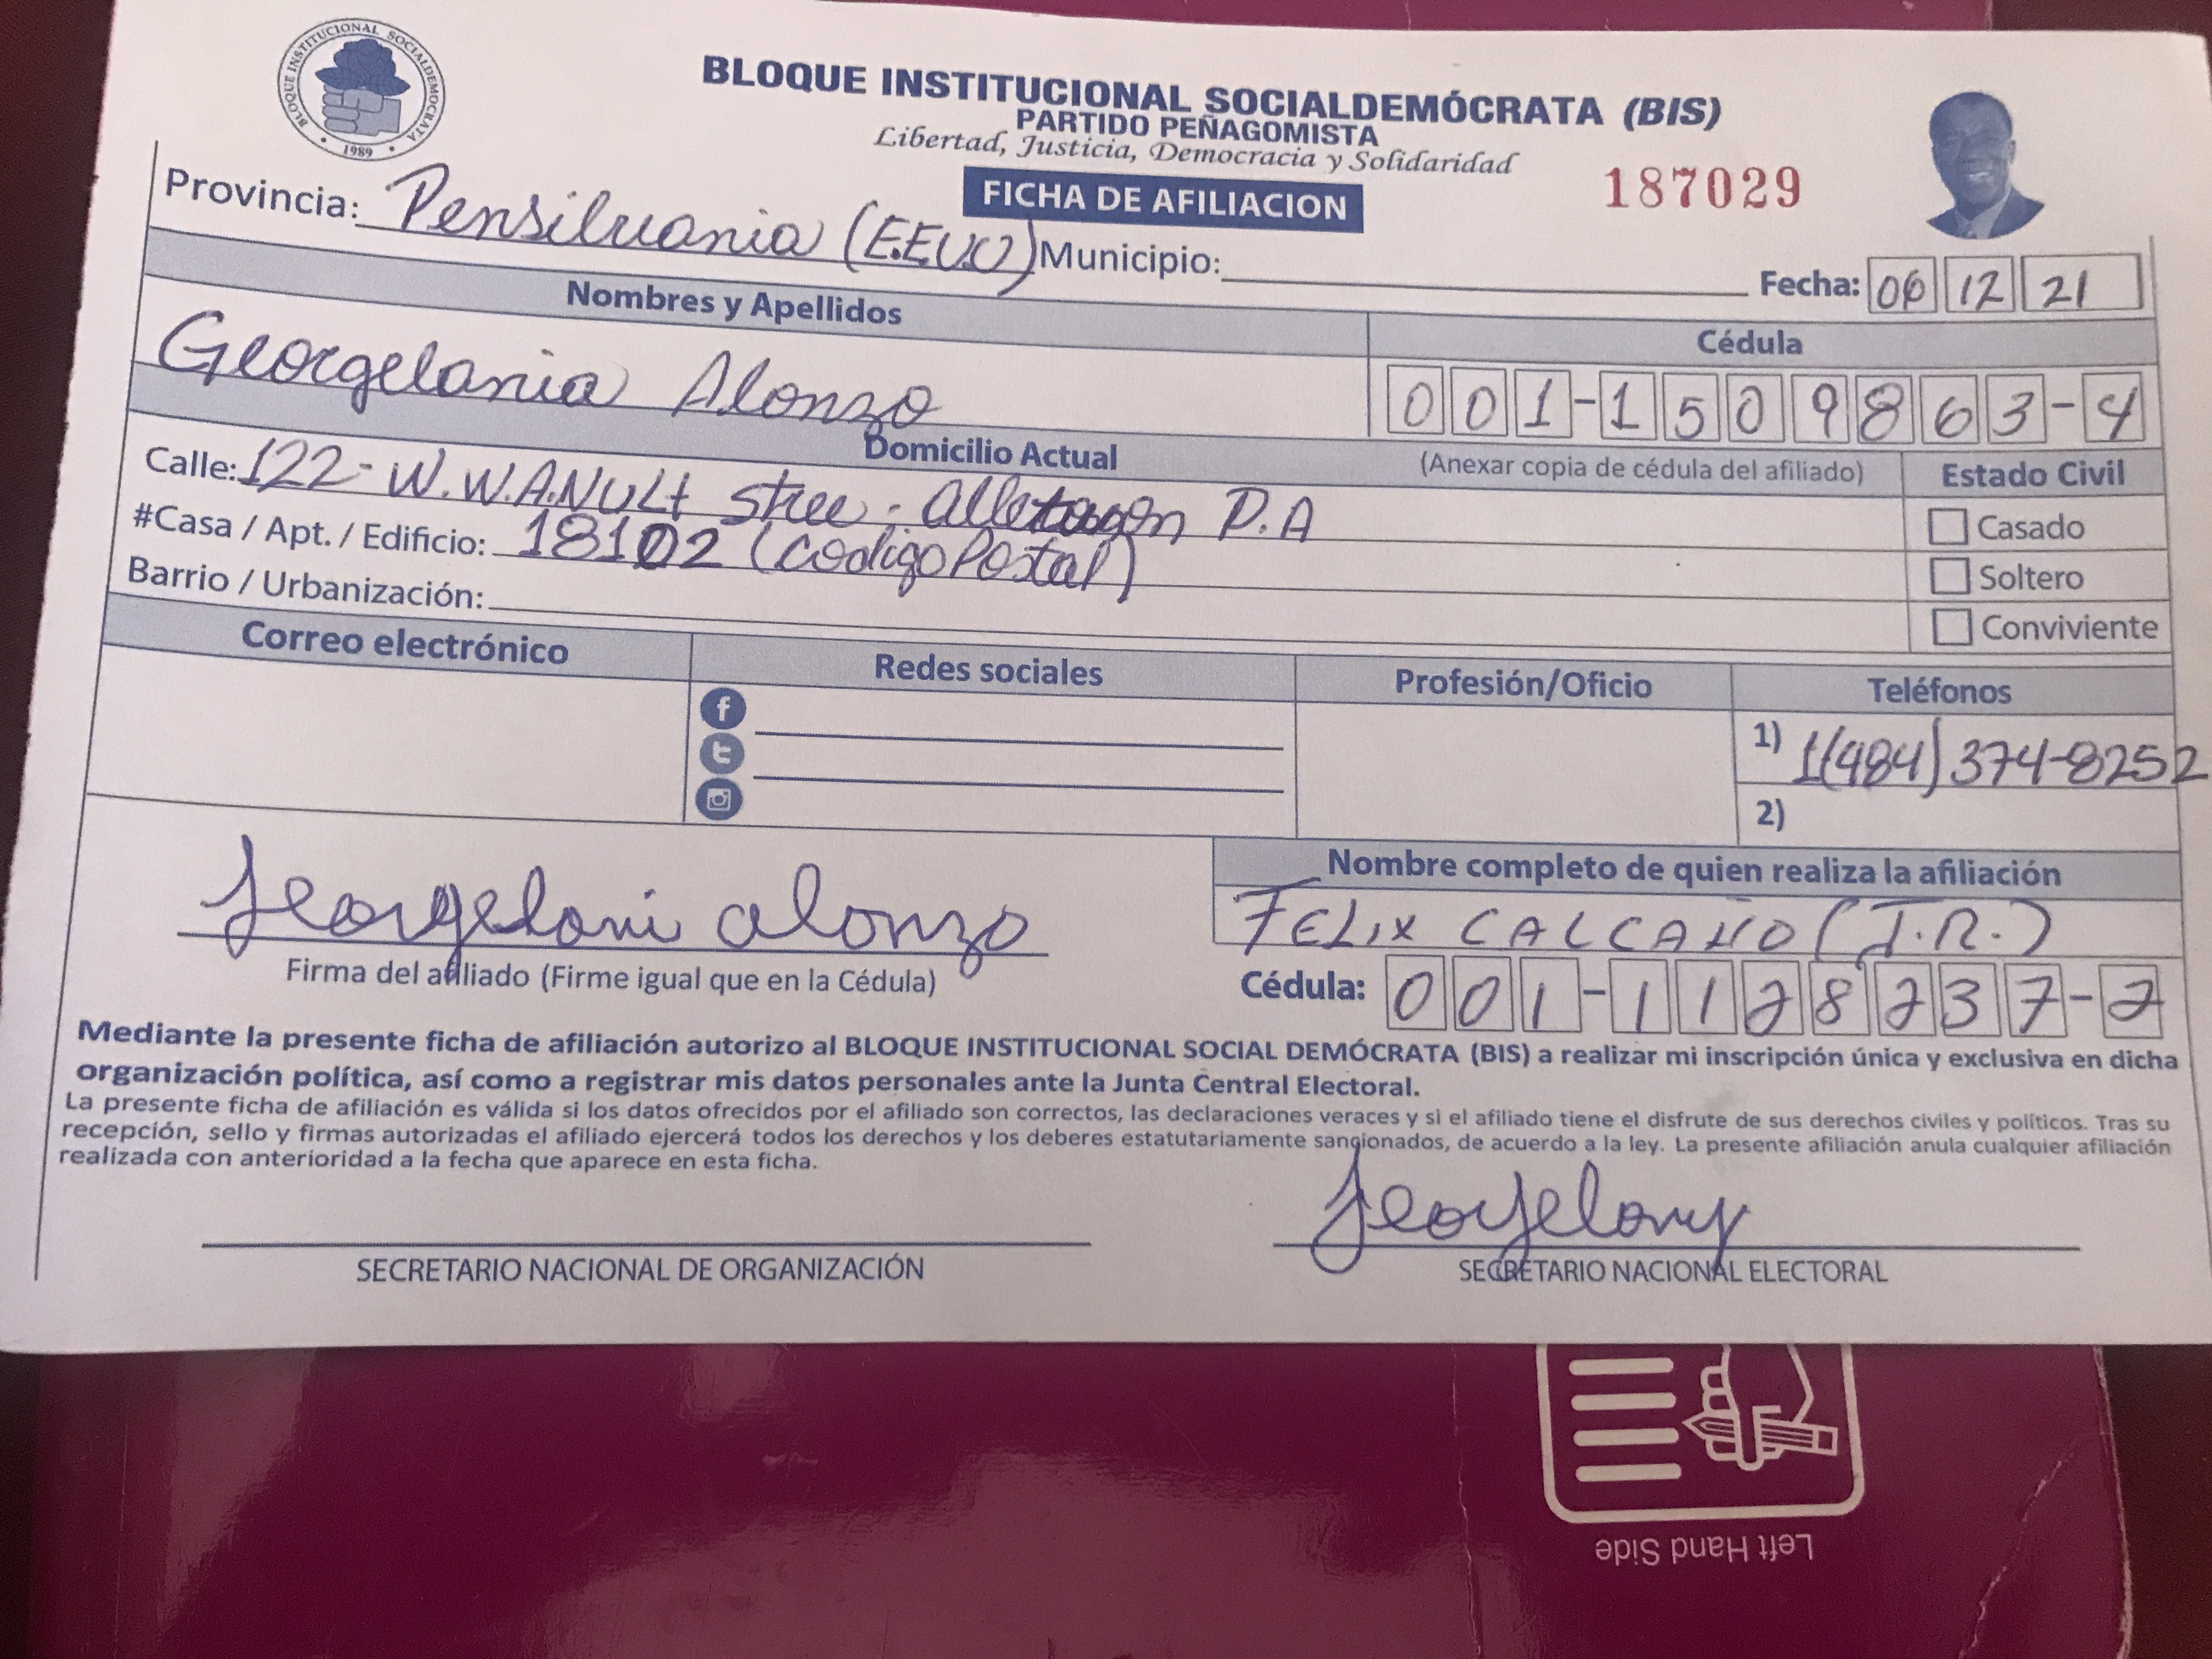 BLOQUE INSTITUCIONAL SOCIALDEMOCRATA
1989
BLOQUE INSTITUCIONAL SOCIALDEMÓCRATA (BIS)
PARTIDO PEÑAGOMISTA
Libertad, Justicia, Democracia y Solidaridad
FICHA DE AFILIACION
187029
Provincia: Pensilvania (E.E.U.U) Municipio:
Fecha: 06 12 21
Nombres y Apellidos
Cédula
Georgelania Alonzo
001-1509863-4
Domicilio Actual
(Anexar copia de cédula del afiliado)
Estado Civil
Calle: 122- W. W.A.NULt stree. P.A
Casado
#Casa / Apt. / Edificio: 18102 (codigo Postal)
Soltero
Barrio / Urbanización:
Conviviente
Correo electrónico
Redes sociales
Profesión/Oficio
Teléfonos
1) 1(484) 374-8252
2)
Nombre completo de quien realiza la afiliación
FELIX CALCAÑO (J.R.)
Georgelani alonzo
Firma del afiliado (Firme igual que en la Cédula)
Cédula: 001-1128237-2
Mediante la presente ficha de afiliación autorizo al BLOQUE INSTITUCIONAL SOCIAL DEMÓCRATA (BIS) a realizar mi inscripción única y exclusiva en dicha
organización política, así como a registrar mis datos personales ante la Junta Central Electoral.
La presente ficha de afiliación es válida si los datos ofrecidos por el afiliado son correctos, las declaraciones veraces y si el afiliado tiene el disfrute de sus derechos civiles y políticos. Tras su
recepción, sello y firmas autorizadas el afiliado ejercerá todos los derechos y los deberes estatutariamente sancionados, de acuerdo a la ley. La presente afiliación anula cualquier afiliación
realizada con anterioridad a la fecha que aparece en esta ficha.
SECRETARIO NACIONAL DE ORGANIZACIÓN
SECRETARIO NACIONAL ELECTORAL
Left Hand Side